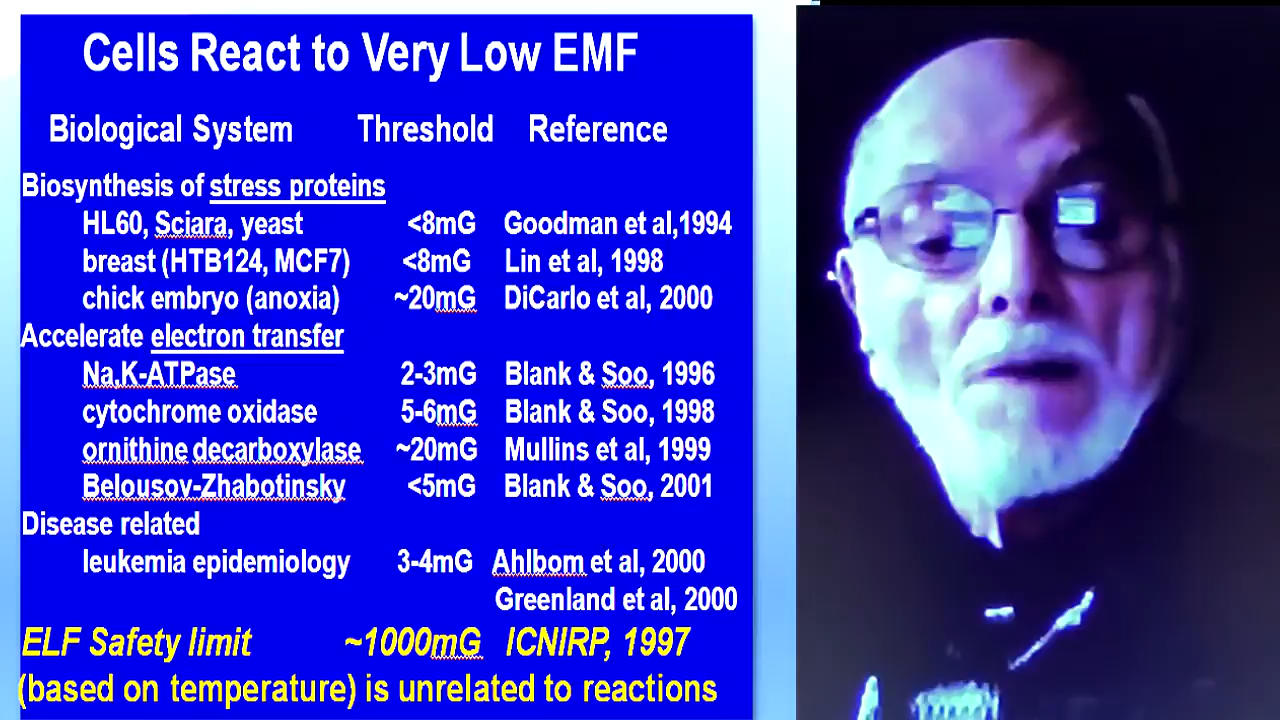 Cells React to Very Low EMF
Biological System Threshold Reference
Biosynthesis of stress proteins
HL60, Sciara, yeast <8mG Goodman et al,1994
breast (HTB124, MCF7) <8mG Lin et al, 1998
chick embryo (anoxia) ~20mG DiCarlo et al, 2000
Accelerate electron transfer
Na,K-ATPase 2-3mG Blank & Soo, 1996
cytochrome oxidase 5-6mG Blank & Soo, 1998
ornithine decarboxylase ~20mG Mullins et al, 1999
Belousov-Zhabotinsky <5mG Blank & Soo, 2001
Disease related
leukemia epidemiology 3-4mG Ahlbom et al, 2000
Greenland et al, 2000
ELF Safety limit ~1000mG ICNIRP, 1997
(based on temperature) is unrelated to reactions